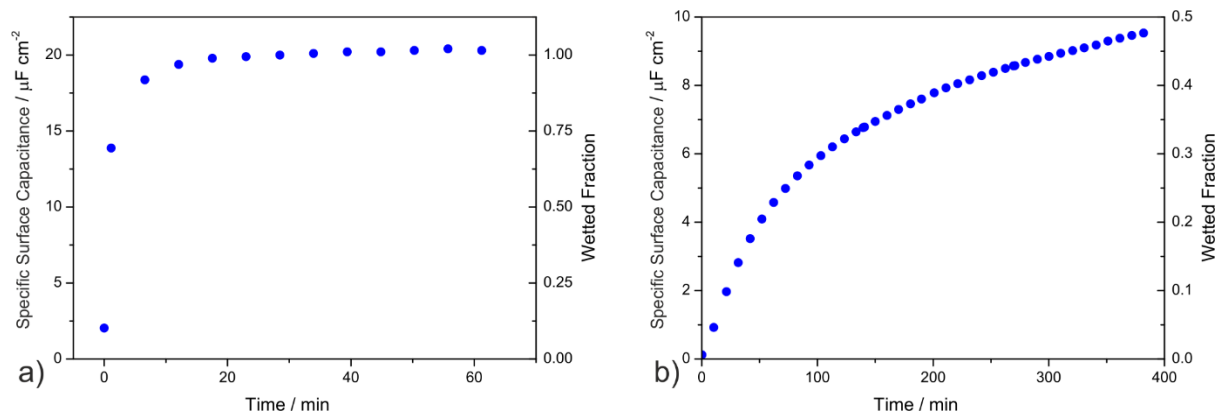 20
15
10
5
0
Specific Surface Capacitance / μF cm-2
1.00
0.75
0.50
0.25
0.00
Wetted Fraction
0 20 40 60
Time / min
a)
10
8
6
4
2
0
Specific Surface Capacitance / μF cm-2
0.5
0.4
0.3
0.2
0.1
0.0
Wetted Fraction
0 100 200 300 400
Time / min
b)